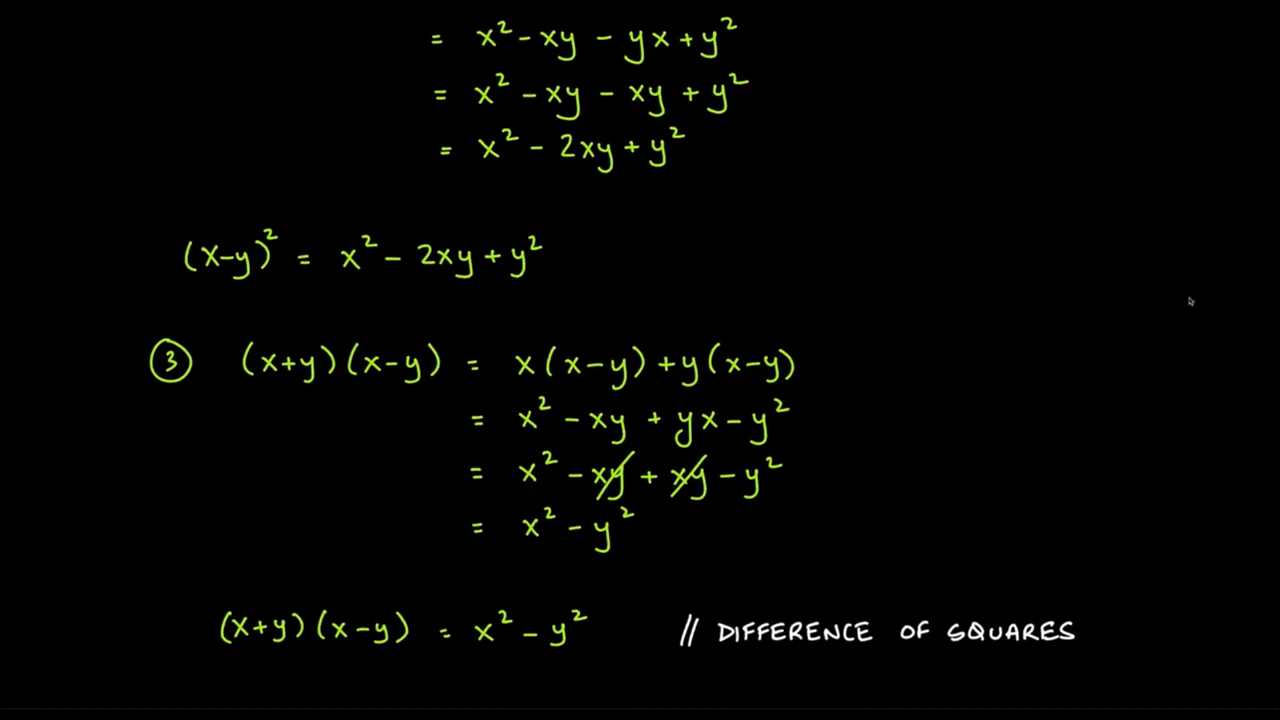 = x² - xy - yx + y²
= x² - xy - xy + y²
= x² - 2xy + y²
(x-y)² = x² - 2xy + y²
③ (x+y)(x-y) = x(x-y) + y(x-y)
= x² - xy + yx - y²
= x² - xy + xy - y²
= x² - y²
(x+y)(x-y) = x² - y² // DIFFERENCE OF SQUARES